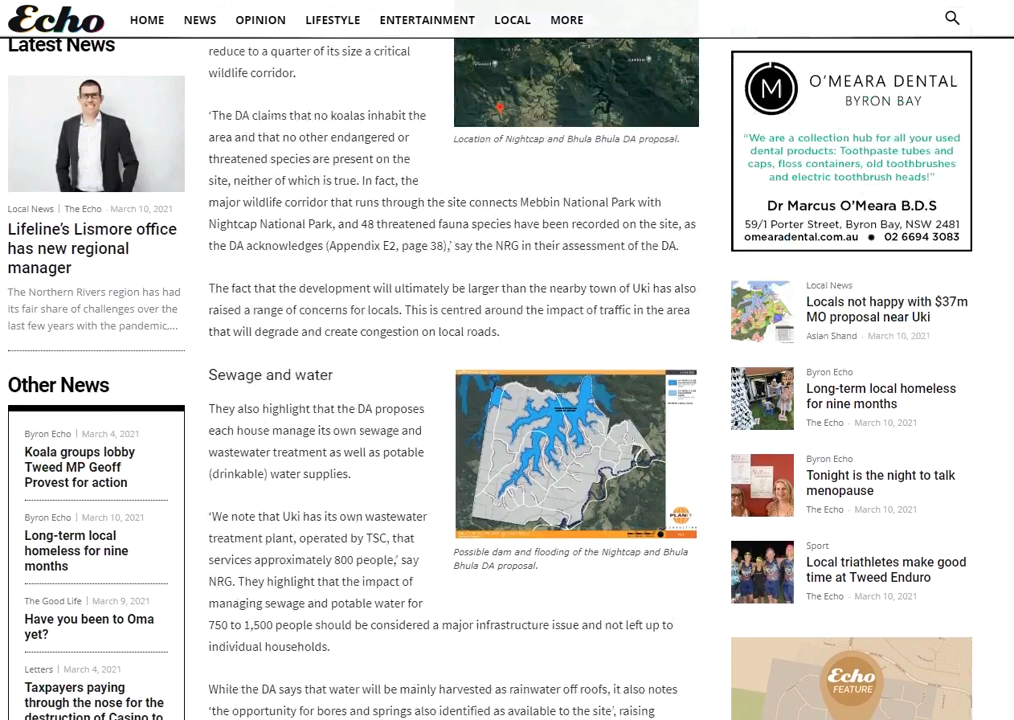 Echo
HOME
NEWS
OPINION
LIFESTYLE
ENTERTAINMENT
LOCAL
MORE
Latest News
Local News | The Echo - March 10, 2021
Lifeline's Lismore office
has new regional
manager
The Northern Rivers region has had
its fair share of challenges over the
last few years with the pandemic,...
Other News
Byron Echo | March 4, 2021
Koala groups lobby
Tweed MP Geoff
Provest for action
Byron Echo | March 10, 2021
Long-term local
homeless for nine
months
The Good Life | March 9, 2021
Have you been to Oma
yet?
Letters | March 4, 2021
Taxpayers paying
through the nose for the
destruction of Casino to
reduce to a quarter of its size a critical
wildlife corridor.
Location of Nightcap and Bhula Bhula DA proposal.
‘The DA claims that no koalas inhabit the
area and that no other endangered or
threatened species are present on the
site, neither of which is true. In fact, the
major wildlife corridor that runs through the site connects Mebbin National Park with
Nightcap National Park, and 48 threatened fauna species have been recorded on the site, as
the DA acknowledges (Appendix E2, page 38),’ say the NRG in their assessment of the DA.
The fact that the development will ultimately be larger than the nearby town of Uki has also
raised a range of concerns for locals. This is centred around the impact of traffic in the area
that will degrade and create congestion on local roads.
Sewage and water
They also highlight that the DA proposes
each house manage its own sewage and
wastewater treatment as well as potable
(drinkable) water supplies.
PLANIT
Possible dam and flooding of the Nightcap and Bhula
Bhula DA proposal.
‘We note that Uki has its own wastewater
treatment plant, operated by TSC, that
services approximately 800 people,’ say
NRG. They highlight that the impact of
managing sewage and potable water for
750 to 1,500 people should be considered a major infrastructure issue and not left up to
individual households.
While the DA says that water will be mainly harvested as rainwater off roofs, it also notes
‘the opportunity for bores and springs also identified as available to the site’, raising
M
O'MEARA DENTAL
BYRON BAY
“We are a collection hub for all your used
dental products: Toothpaste tubes and
caps, floss containers, old toothbrushes
and electric toothbrush heads!”
Dr Marcus O'Meara B.D.S
59/1 Porter Street, Byron Bay, NSW 2481
omearadental.com.au • 02 6694 3083
Local News
Locals not happy with $37m
MO proposal near Uki
Aslan Shand - March 10, 2021
Byron Echo
Long-term local homeless
for nine months
The Echo - March 10, 2021
Byron Echo
Tonight is the night to talk
menopause
The Echo - March 10, 2021
Sport
Local triathletes make good
time at Tweed Enduro
The Echo - March 10, 2021
Echo
FEATURE